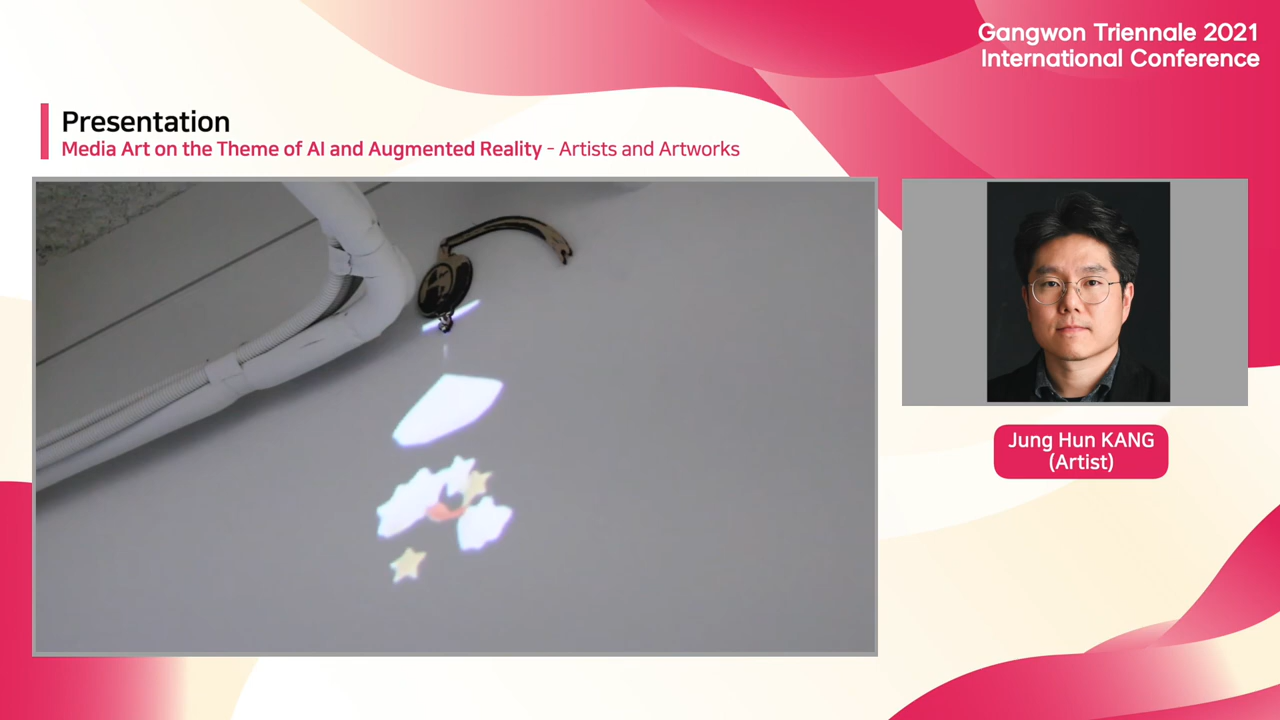 Gangwon Triennale 2021
International Conference
Presentation
Media Art on the Theme of AI and Augmented Reality - Artists and Artworks
Jung Hun KANG
(Artist)